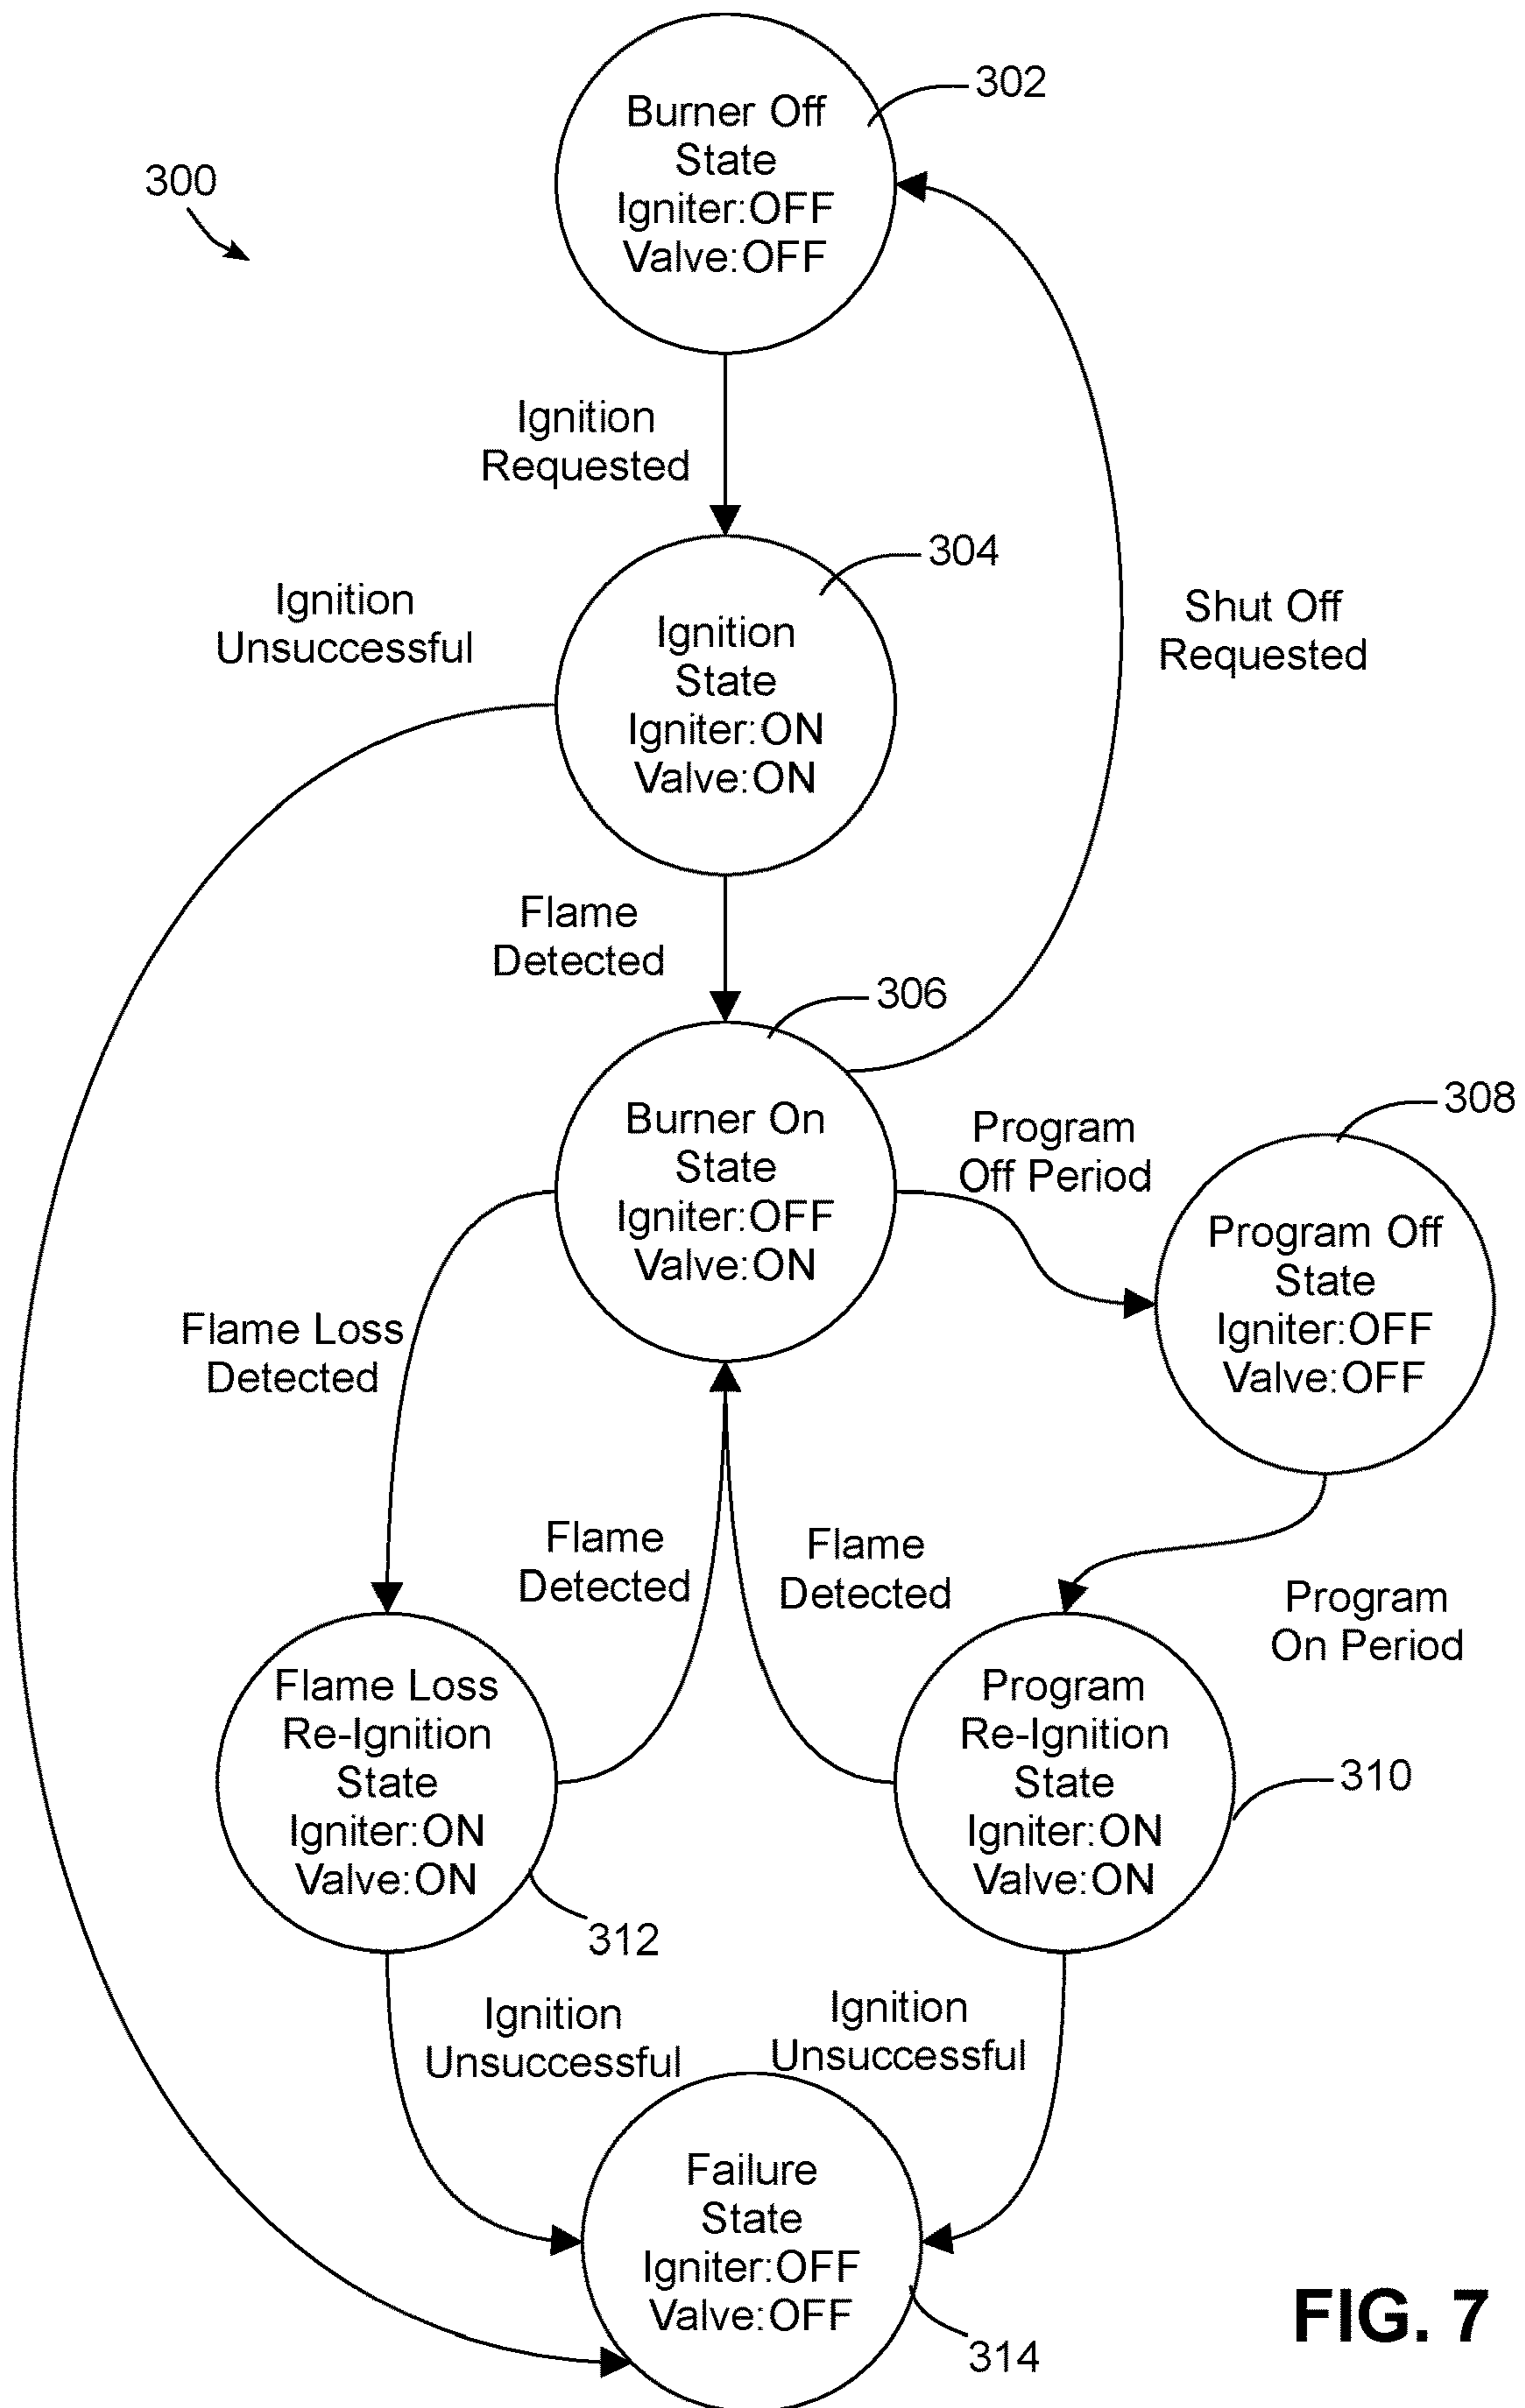 302
Burner Off
State
Igniter:OFF
Valve:OFF
300
Ignition
Requested
304
Ignition
Unsuccessful
Ignition
State
Igniter:ON
Valve:ON
Shut Off
Requested
Flame
Detected
306
Burner On
State
Igniter:OFF
Valve:ON
Program
Off Period
308
Program Off
State
Igniter:OFF
Valve:OFF
Flame Loss
Detected
Flame
Detected
Flame
Detected
Program
On Period
Flame Loss
Re-Ignition
State
Igniter:ON
Valve:ON
312
Program
Re-Ignition
State
Igniter:ON
Valve:ON
310
Ignition
Unsuccessful
Ignition
Unsuccessful
Failure
State
Igniter:OFF
Valve:OFF
314
FIG. 7